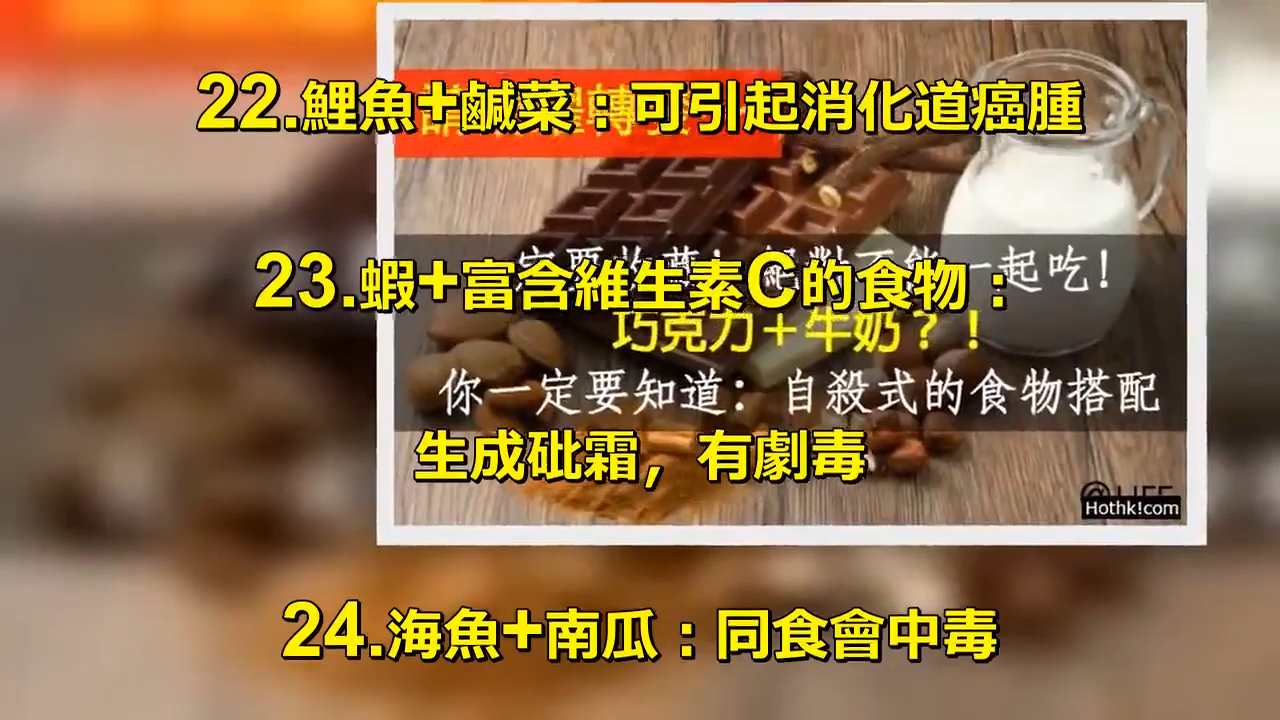 22.鯉魚+鹹菜：可引起消化道癌腫
23.蝦+富含維生素C的食物：
一起吃！
巧克力＋牛奶？！
你一定要知道：自殺式的食物搭配
生成砒霜，有劇毒
Hothk!com
24.海魚+南瓜：同食會中毒